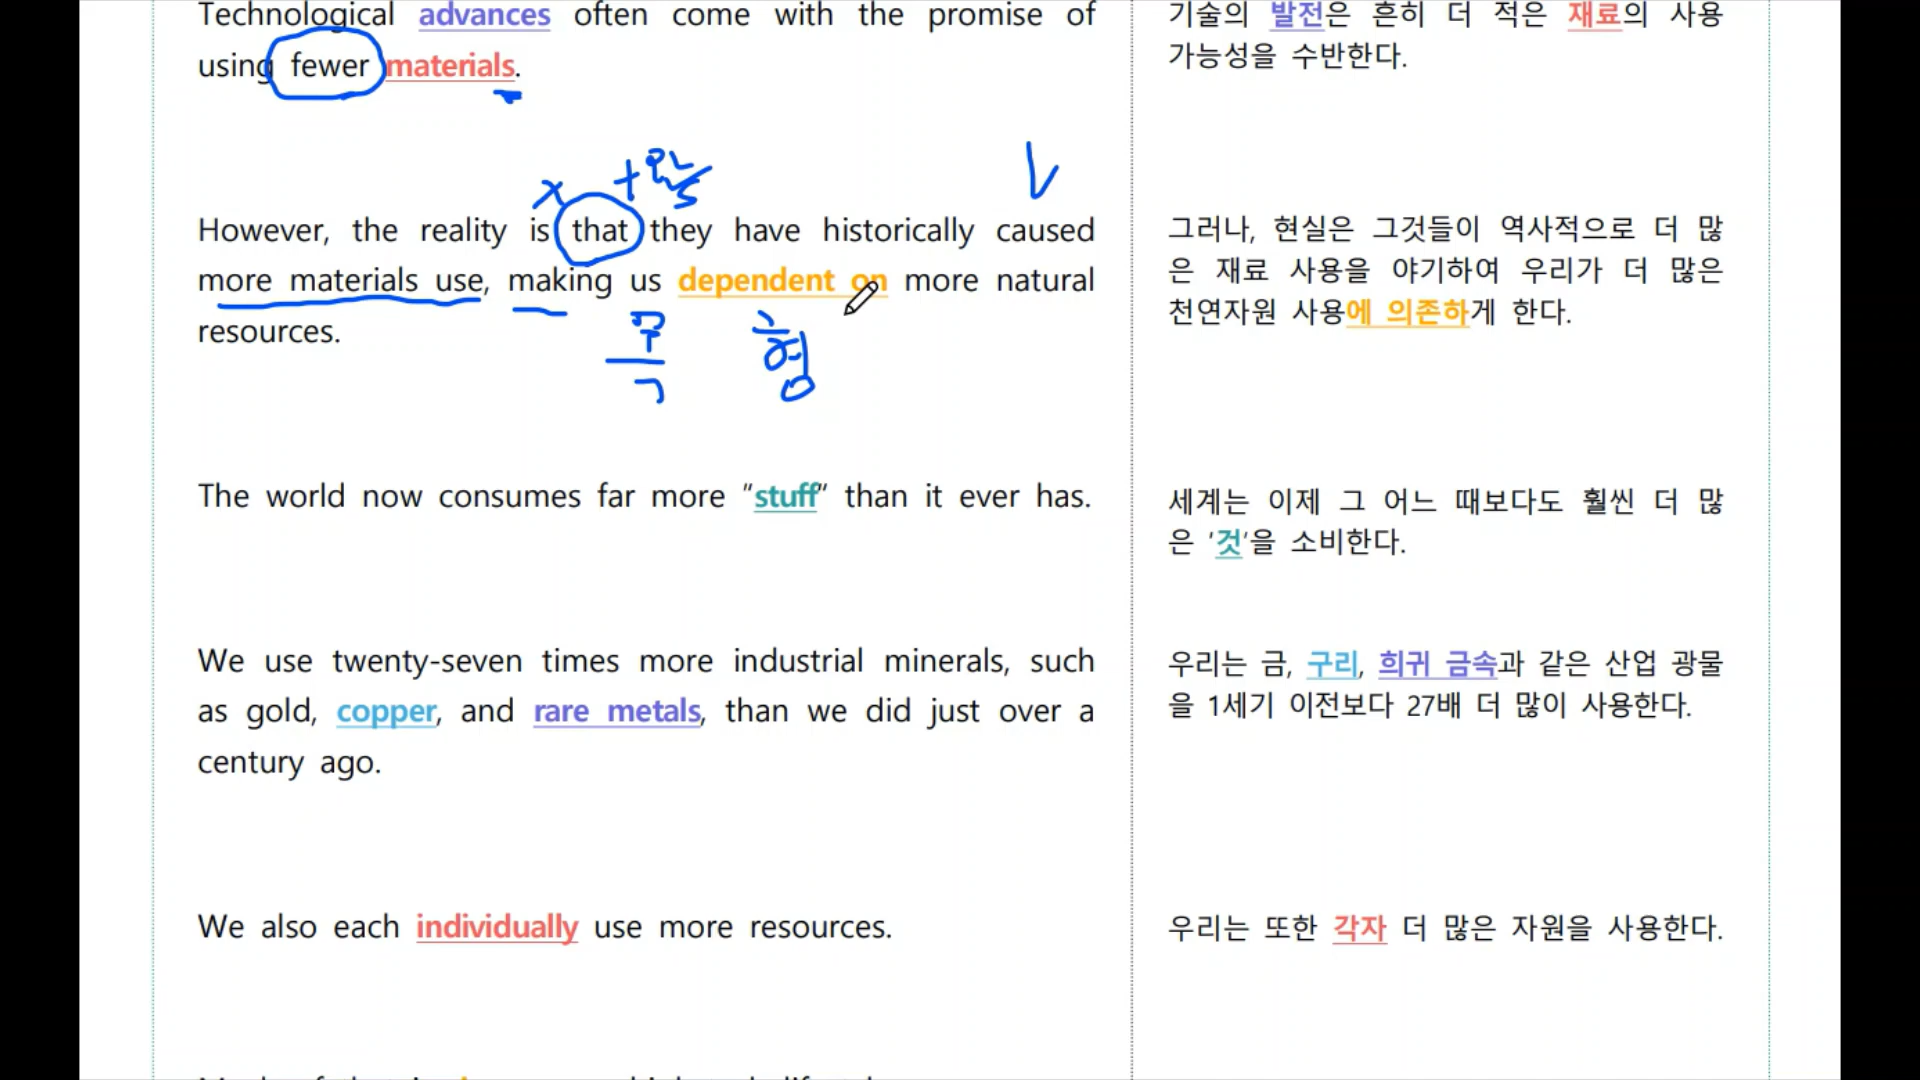 Technological advances often come with the promise of
using fewer materials.
기술의 발전은 흔히 더 적은 재료의 사용
가능성을 수반한다.
x
+완
However, the reality is that they have historically caused
more materials use, making us dependent on more natural
resources.
형
그러나, 현실은 그것들이 역사적으로 더 많
은 재료 사용을 야기하여 우리가 더 많은
천연자원 사용에 의존하게 한다.
The world now consumes far more "stuff" than it ever has.
세계는 이제 그 어느 때보다도 훨씬 더 많
은 '것'을 소비한다.
We use twenty-seven times more industrial minerals, such
as gold, copper, and rare metals, than we did just over a
century ago.
우리는 금, 구리, 희귀 금속과 같은 산업 광물
을 1세기 이전보다 27배 더 많이 사용한다.
We also each individually use more resources.
우리는 또한 각자 더 많은 자원을 사용한다.